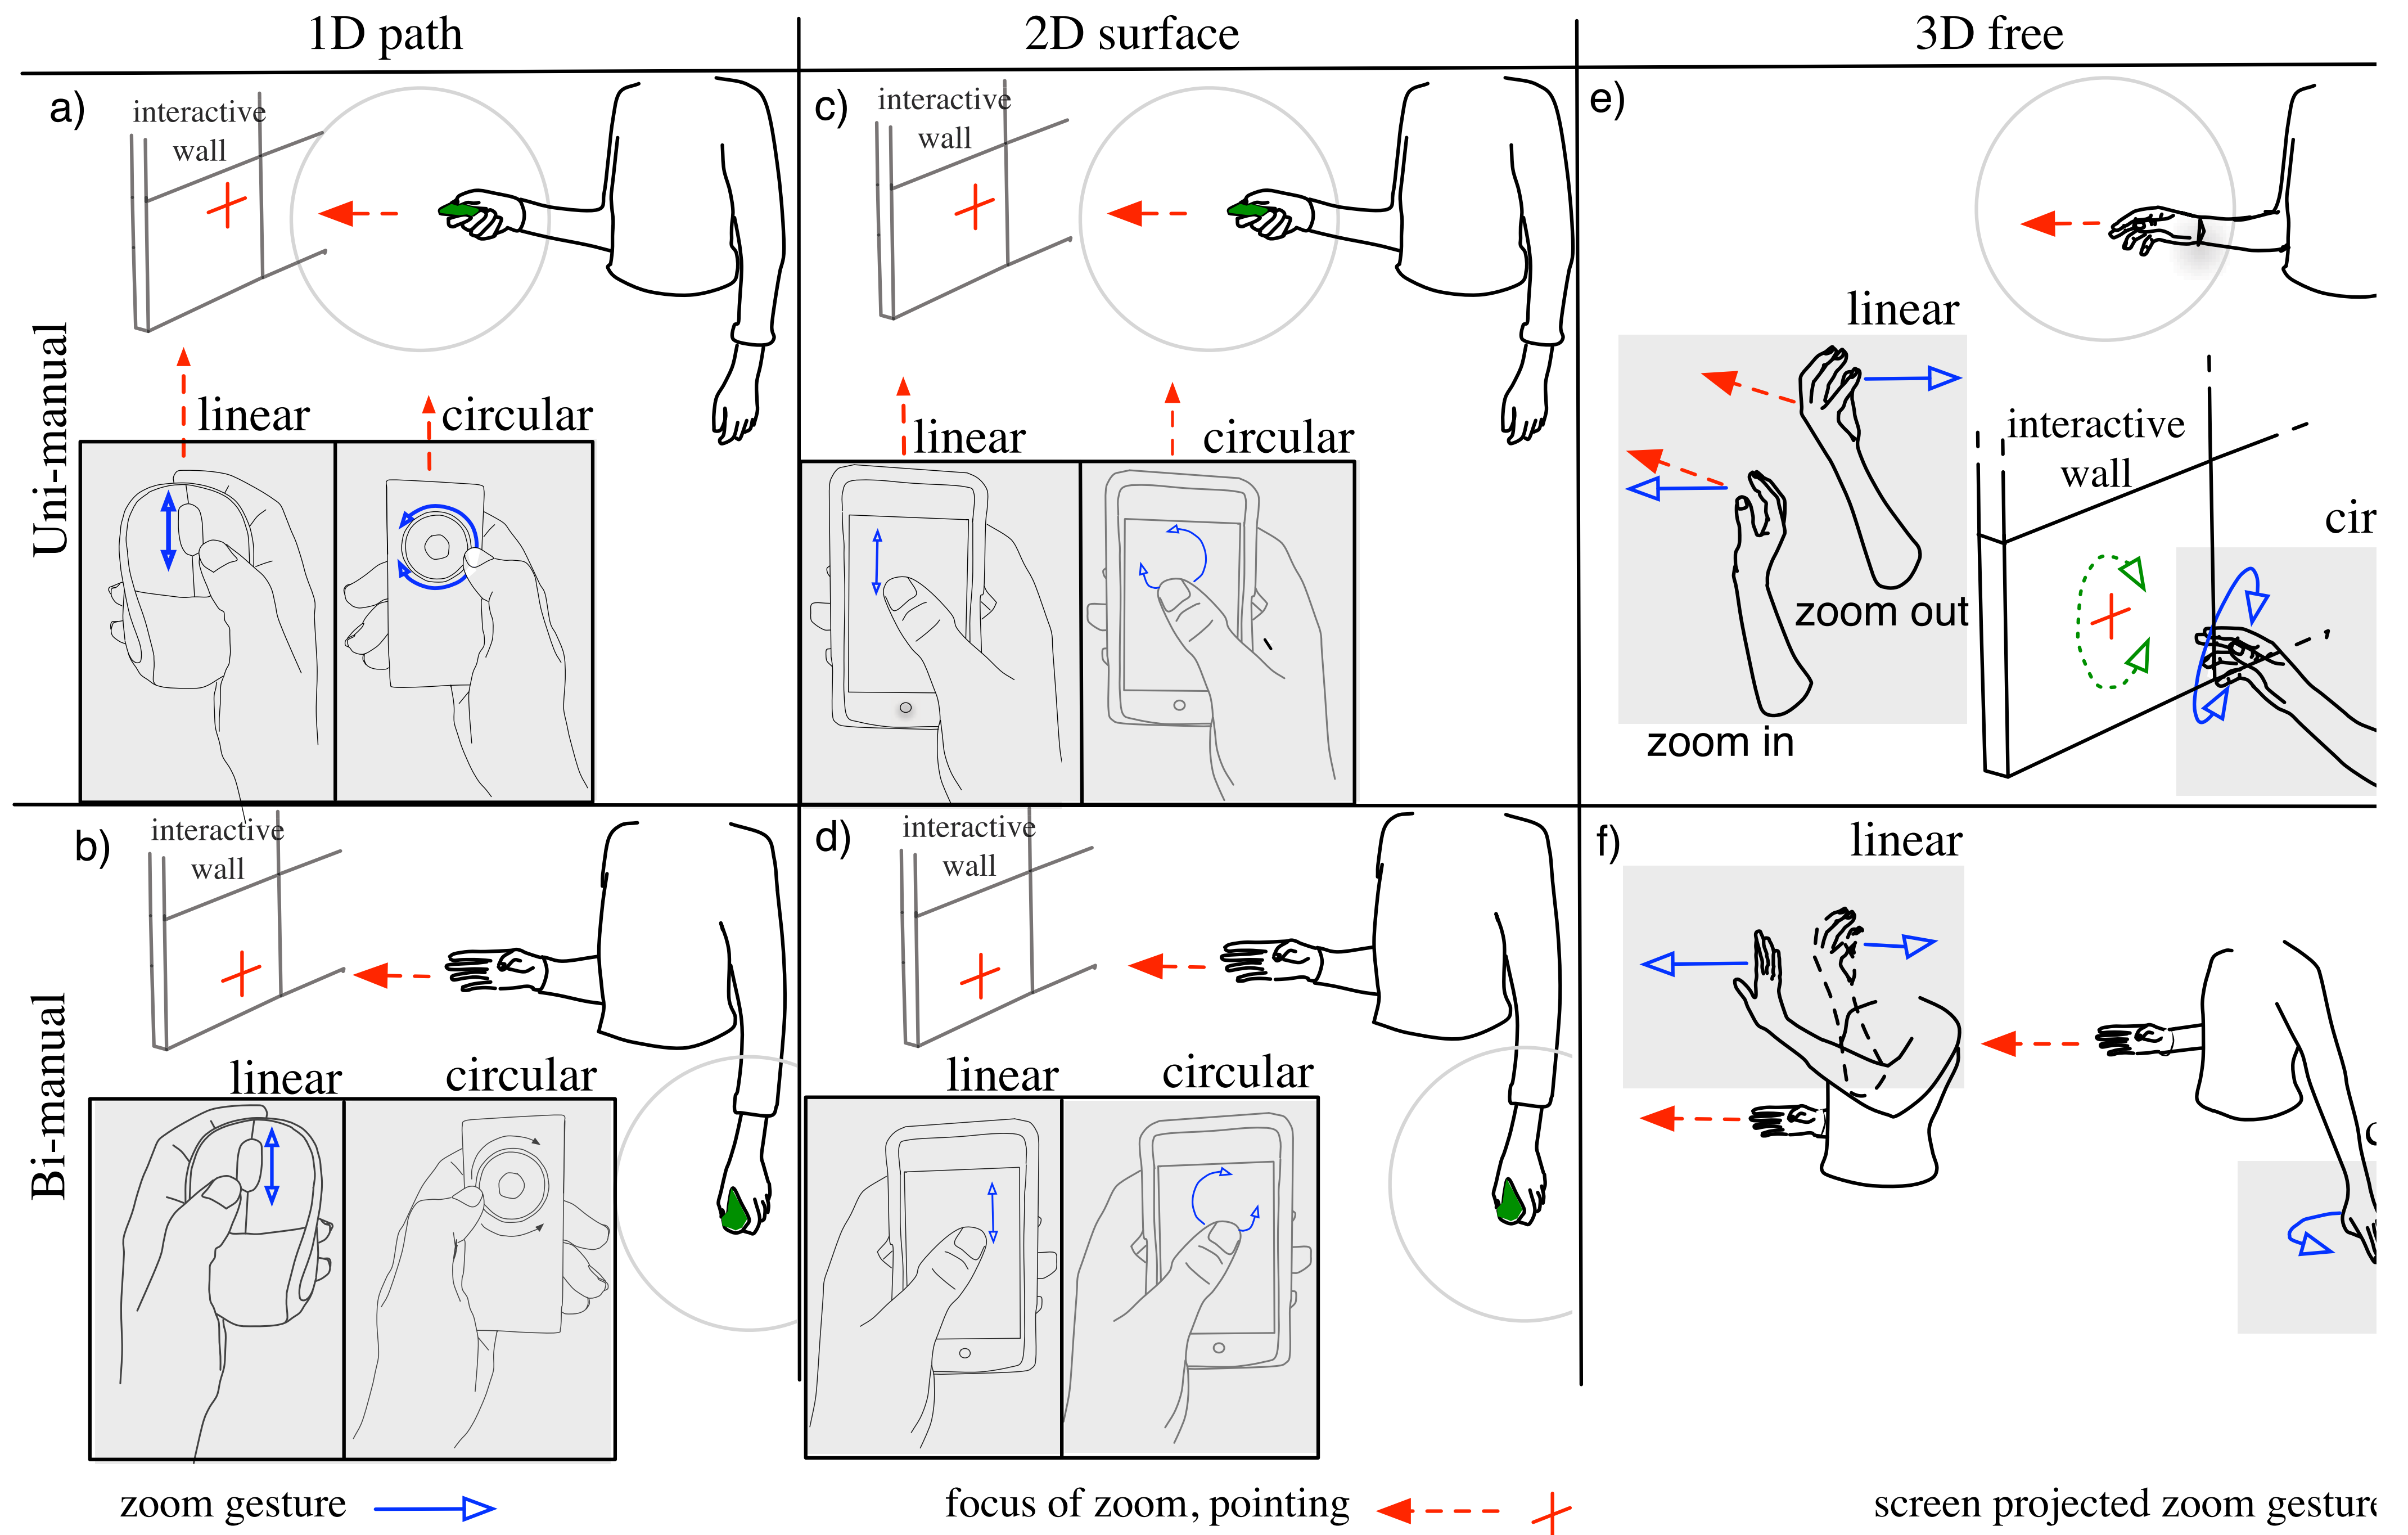 1D path
2D surface
3D free
Uni-manual
a)
interactive
wall
linear
circular
c)
interactive
wall
linear
circular
e)
linear
zoom out
zoom in
interactive
wall
cir
Bi-manual
b)
interactive
wall
linear
circular
d)
interactive
wall
linear
circular
f)
linear
c
zoom gesture
focus of zoom, pointing
screen projected zoom gesture